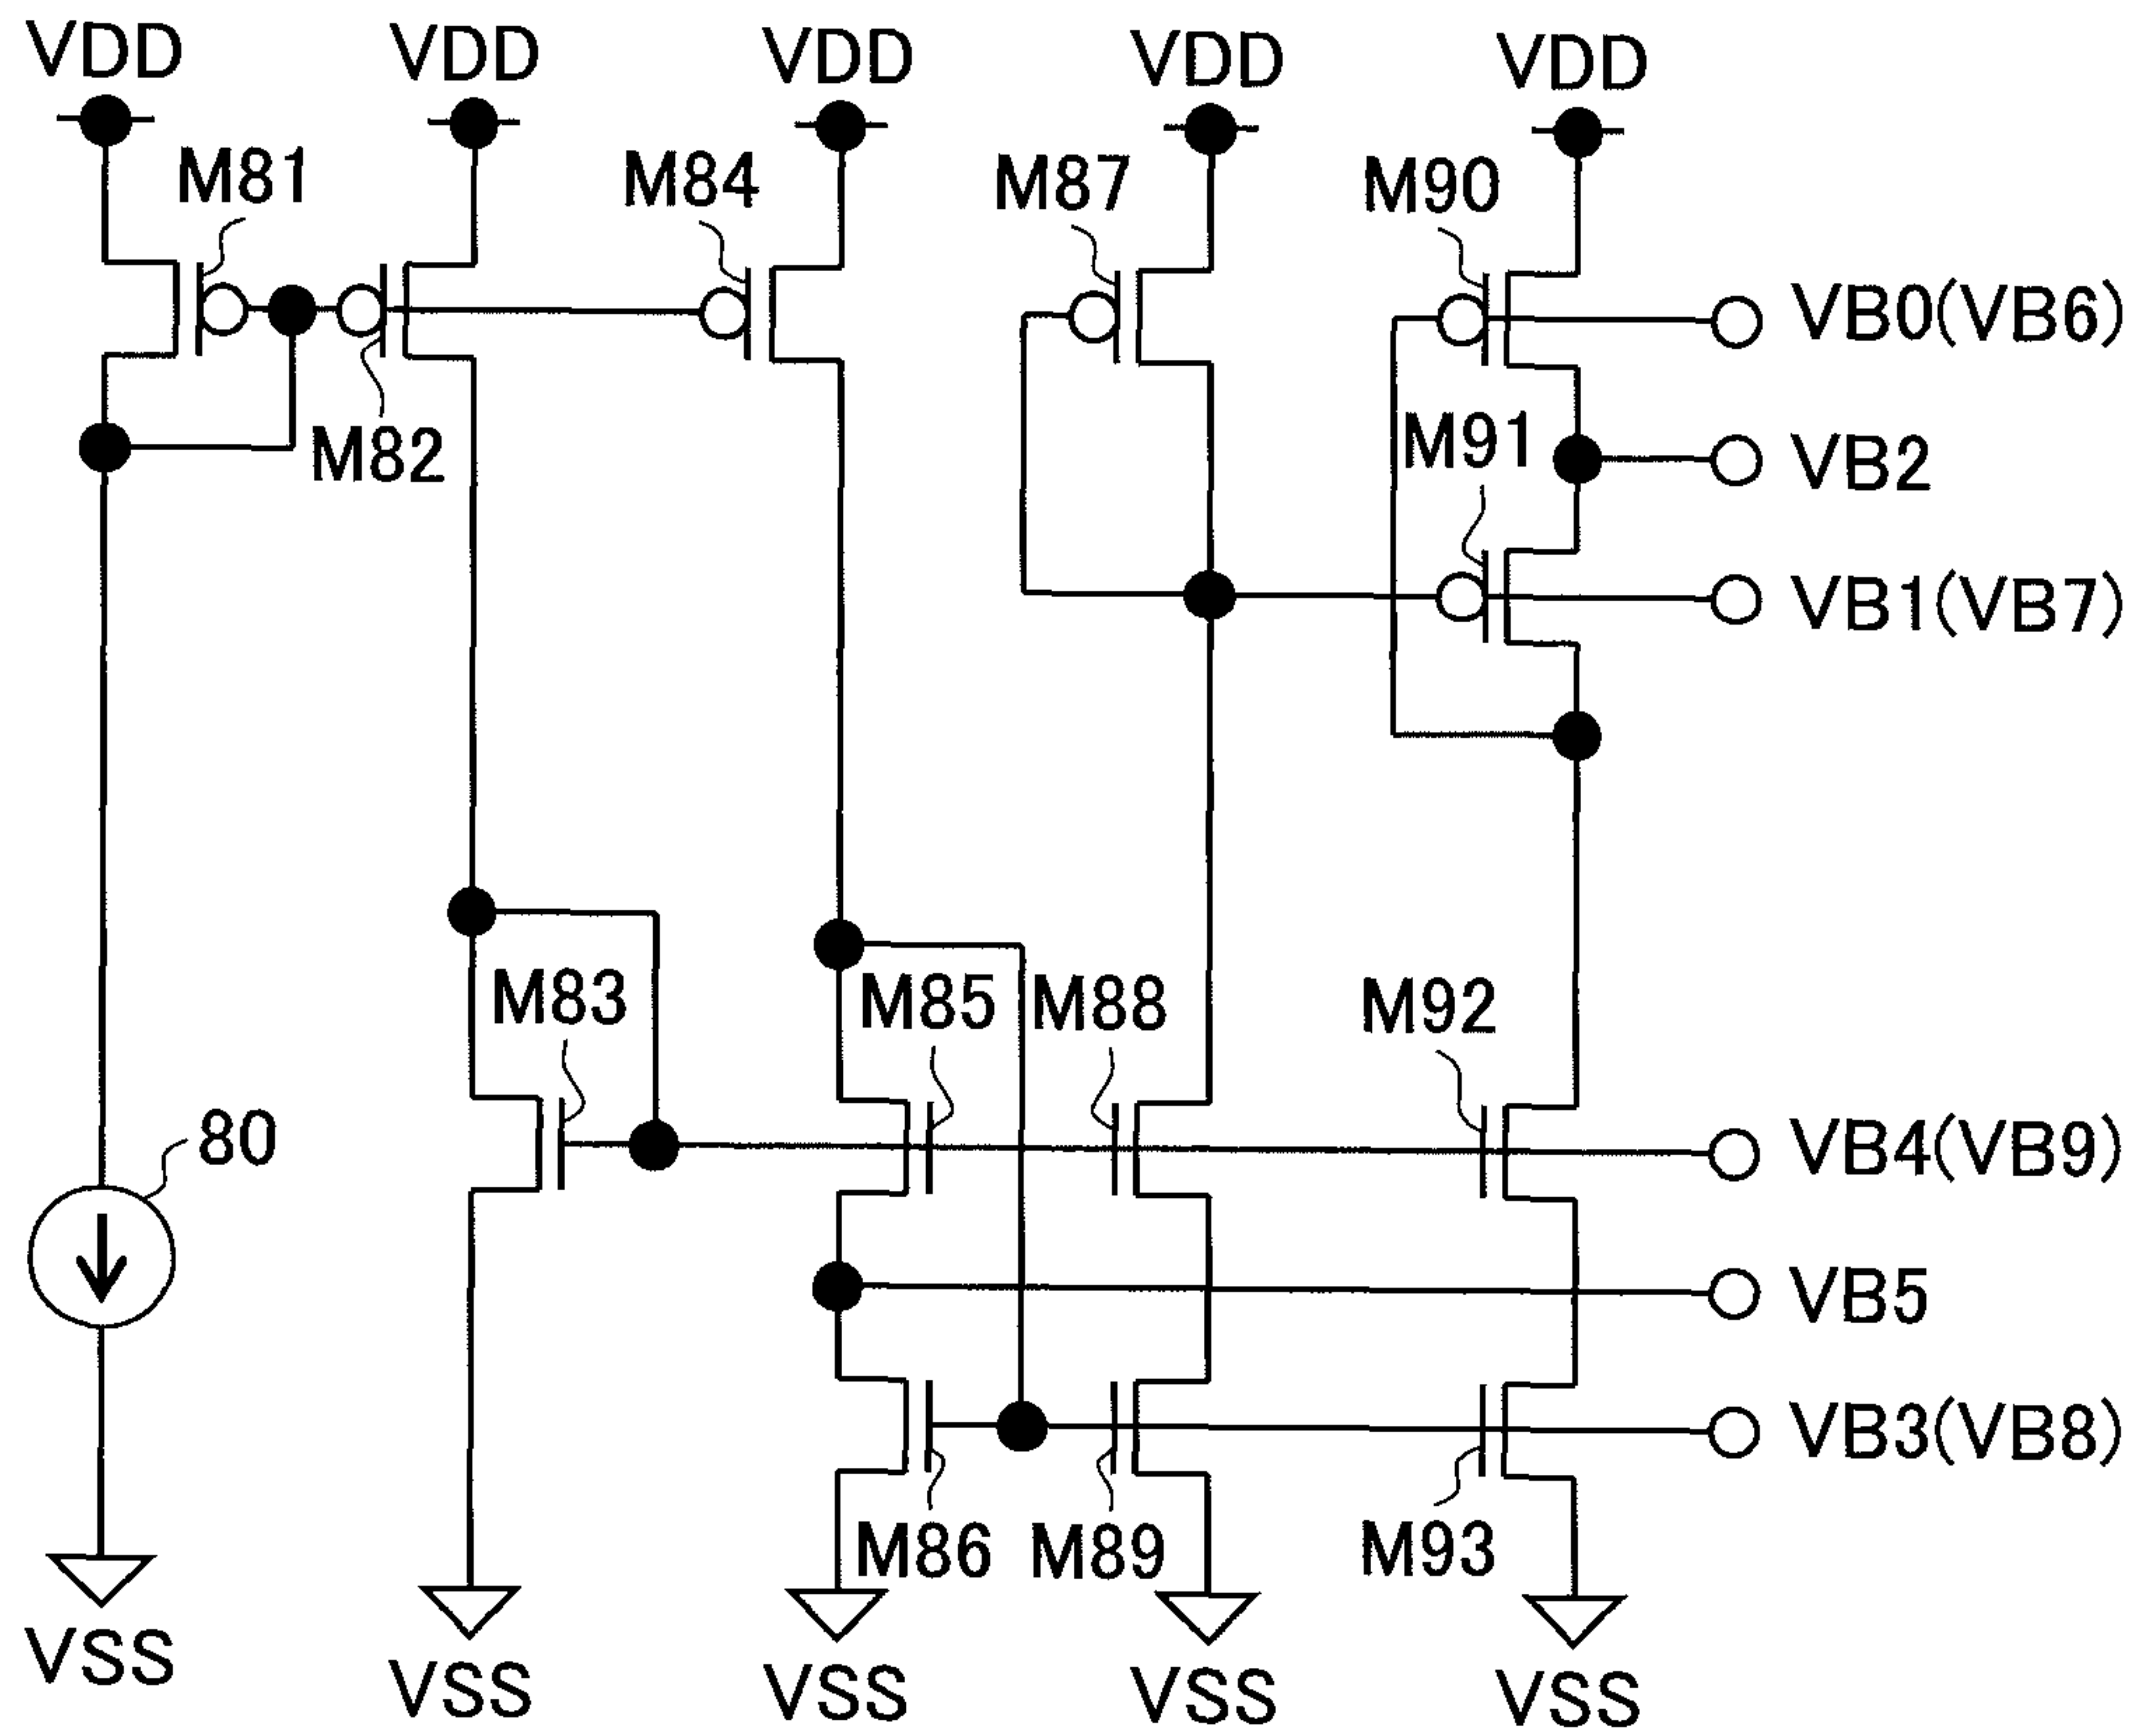 VDD
VDD
VDD
VDD
VDD
M81
M84
M87
M90
VB0(VB6)
M82
M91
VB2
VB1(VB7)
M83
M85
M88
M92
80
VB4(VB9)
VB5
VB3(VB8)
M86
M89
M93
VSS
VSS
VSS
VSS
VSS